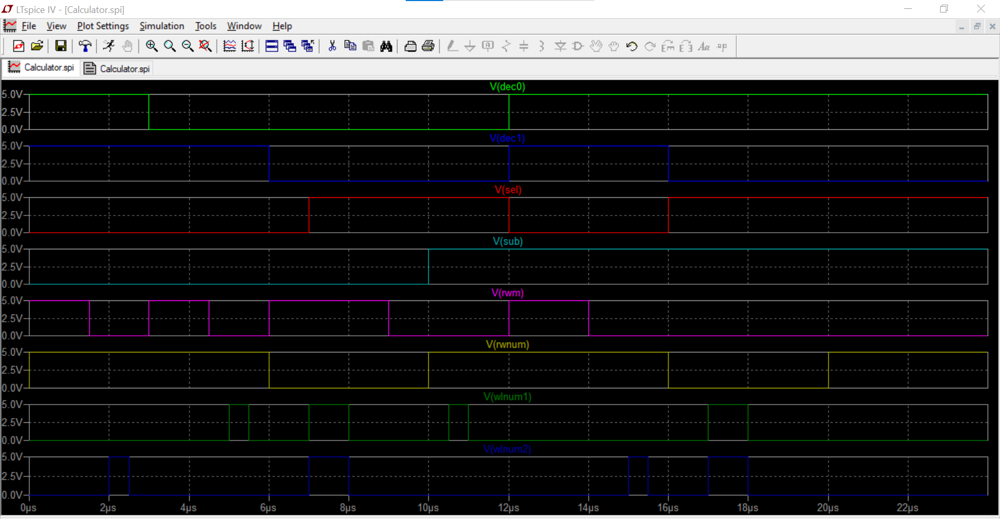 LTspice IV - [Calculator.spi]
File View Plot Settings Simulation Tools Window Help
Calculator.spi Calculator.spi
V(dec0)
5.0V
2.5V
0.0V
V(dec1)
5.0V
2.5V
0.0V
V(sel)
5.0V
2.5V
0.0V
V(sub)
5.0V
2.5V
0.0V
V(rwm)
5.0V
2.5V
0.0V
V(rwnum)
5.0V
2.5V
0.0V
V(wlnum1)
5.0V
2.5V
0.0V
V(wlnum2)
5.0V
2.5V
0.0V
0µs 2µs 4µs 6µs 8µs 10µs 12µs 14µs 16µs 18µs 20µs 22µs